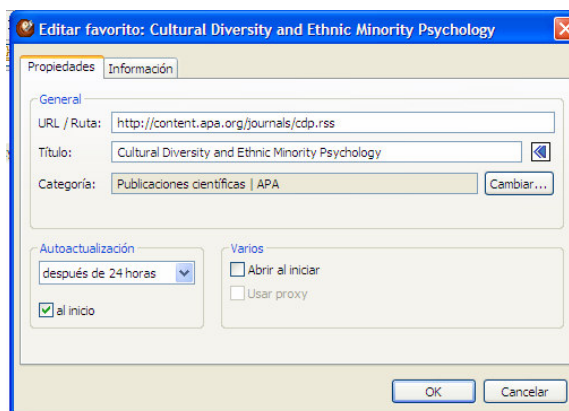 Editar favorito: Cultural Diversity and Ethnic Minority Psychology
Propiedades Información
General
URL / Ruta: http://content.apa.org/journals/cdp.rss
Título: Cultural Diversity and Ethnic Minority Psychology
Categoría: Publicaciones científicas | APA Cambiar...
Autoactualización Varios
después de 24 horas Abrir al iniciar
Usar proxy
al inicio
OK Cancelar